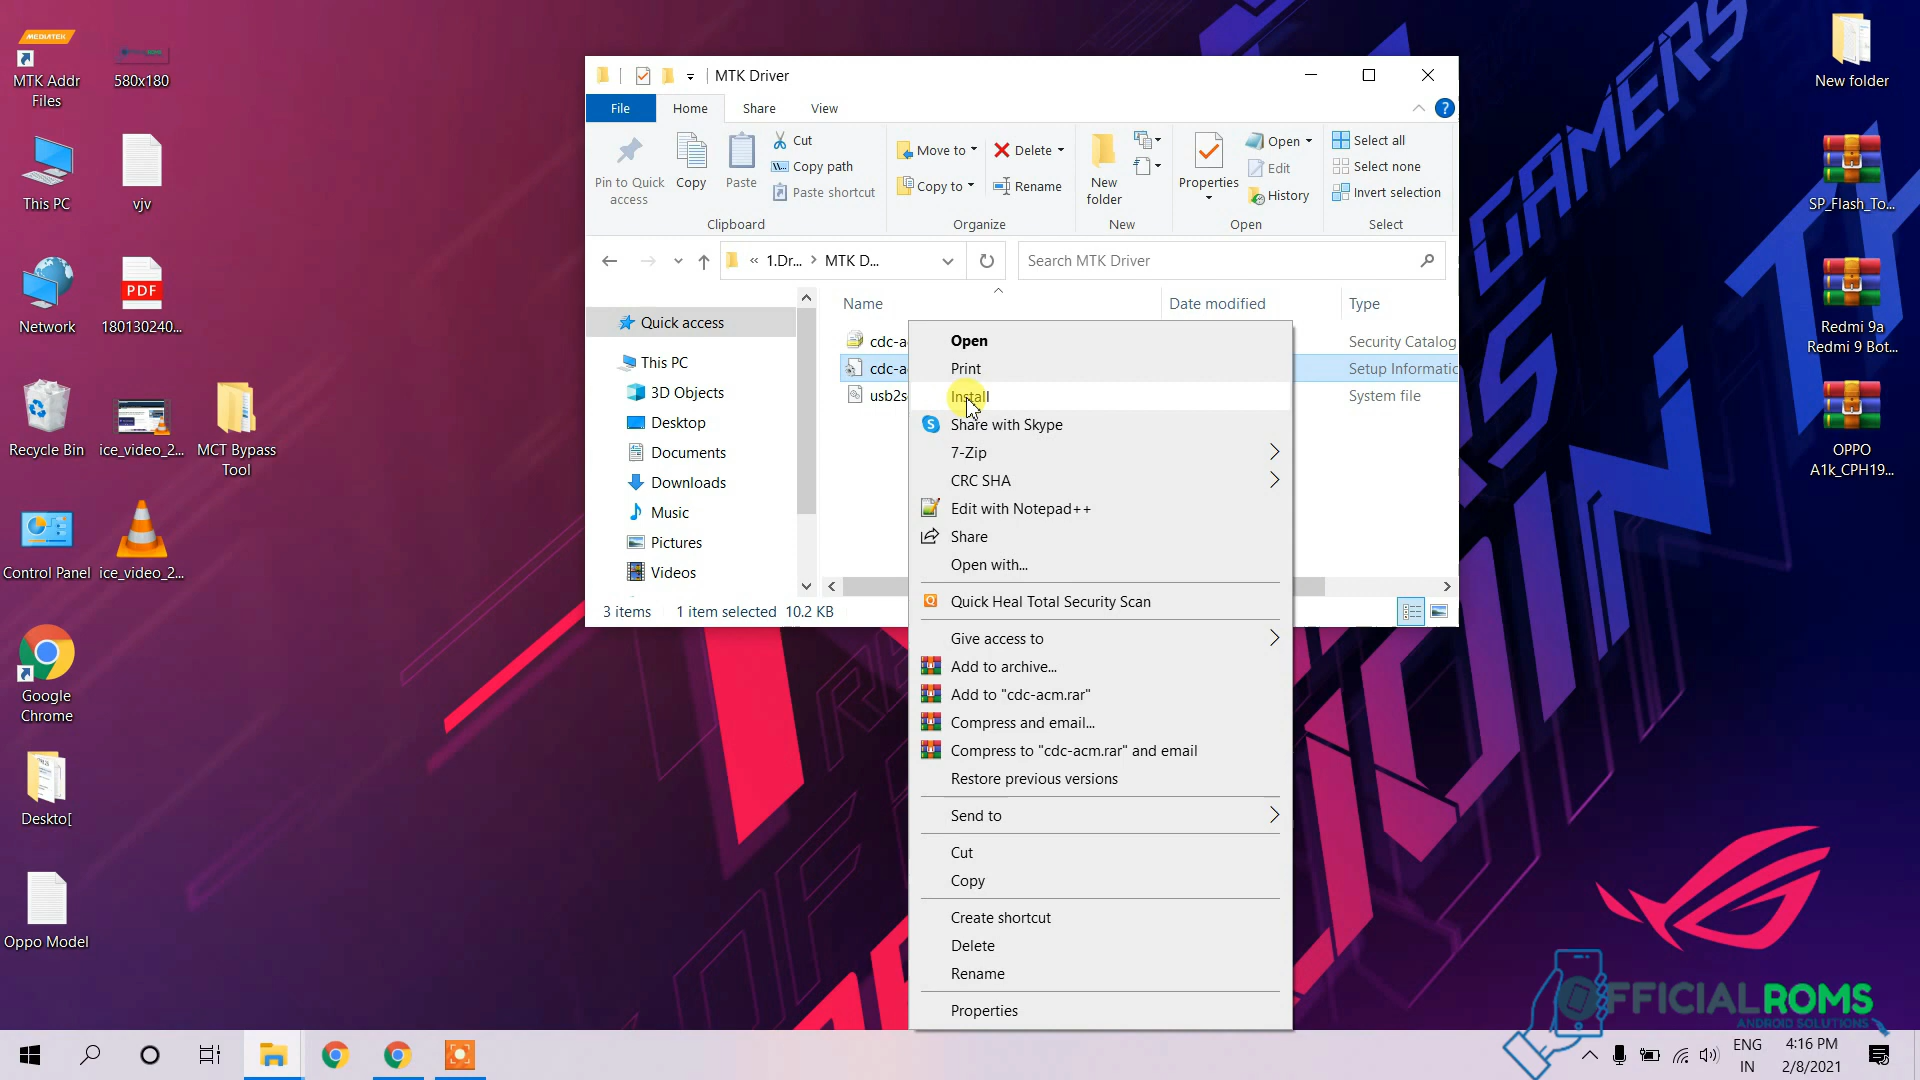 MEDIATEK
MTK Addr
Files
580x180
This PC
vjv
Network
PDF
180130240...
Recycle Bin
ice_video_2...
MCT Bypass
Tool
Control Panel
ice_video_2...
Google
Chrome
Deskto[
Oppo Model
MTK Driver
File
Home
Share
View
Pin to Quick
access
Copy
Paste
Cut
Copy path
Paste shortcut
Clipboard
Move to
Copy to
Delete
Rename
Organize
New
folder
New
Properties
Open
Edit
History
Open
Select all
Select none
Invert selection
Select
« 1.Dr... > MTK D...
Search MTK Driver
Quick access
This PC
3D Objects
Desktop
Documents
Downloads
Music
Pictures
Videos
Name
Date modified
Type
cdc-a
Security Catalog
cdc-a
Setup Informatic
usb2s
System file
3 items
1 item selected 10.2 KB
Open
Print
Install
Share with Skype
7-Zip
CRC SHA
Edit with Notepad++
Share
Open with...
Quick Heal Total Security Scan
Give access to
Add to archive...
Add to "cdc-acm.rar"
Compress and email...
Compress to "cdc-acm.rar" and email
Restore previous versions
Send to
Cut
Copy
Create shortcut
Delete
Rename
Properties
New folder
SP_Flash_To...
Redmi 9a
Redmi 9 Bot...
OPPO
A1k_CPH19...
GAMERS
OFFICIALROMS
ANDROID SOLUTIONS
ENG
IN
4:16 PM
2/8/2021